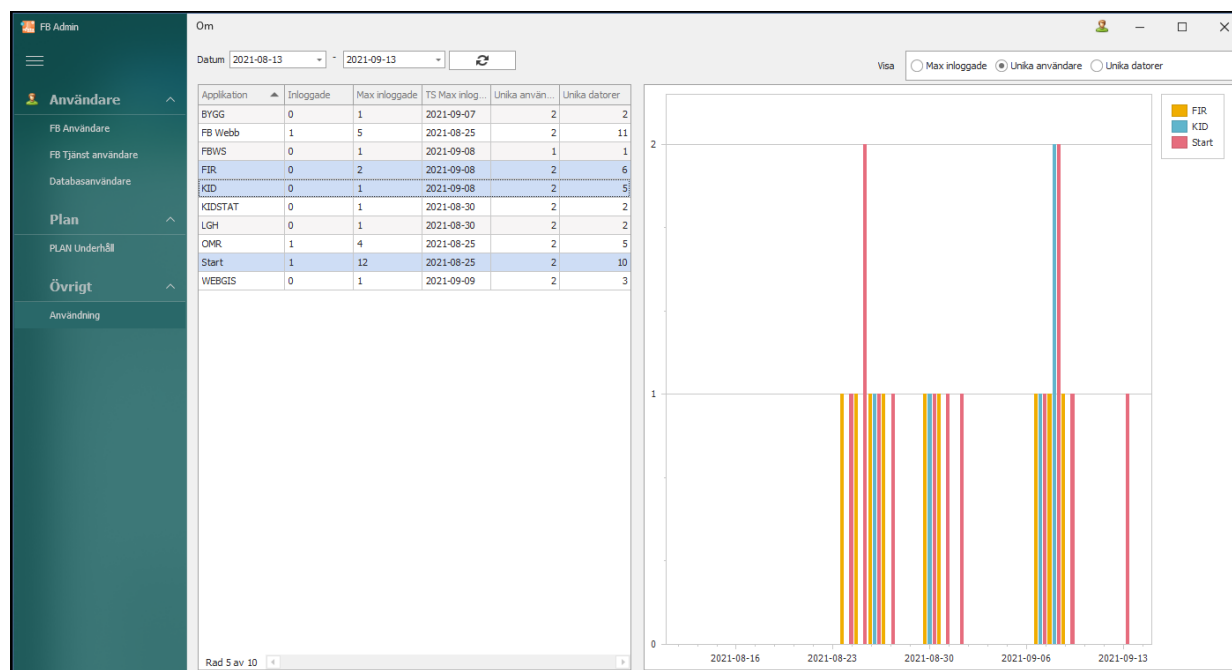 FB Admin
Om
Datum 2021-08-13 - 2021-09-13
Visa Max inloggade Unika användare Unika datorer
Användare
FB Användare
FB Tjänst användare
Databasanvändare
Plan
PLAN Underhåll
Övrigt
Användning
Applikation Inloggade Max inloggade TS Max inlog... Unika använ... Unika datorer
BYGG 0 1 2021-09-07 2 2
FB Webb 1 5 2021-08-25 2 11
FBWS 0 1 2021-09-08 1 1
FIR 0 2 2021-09-08 2 6
KID 0 1 2021-09-08 2 5
KIDSTAT 0 1 2021-08-30 2 2
LGH 0 1 2021-08-30 2 2
OMR 1 4 2021-08-25 2 5
Start 1 12 2021-08-25 2 10
WEBGIS 0 1 2021-09-09 2 3
Rad 5 av 10
2
1
0
2021-08-16 2021-08-23 2021-08-30 2021-09-06 2021-09-13
FIR
KID
Start